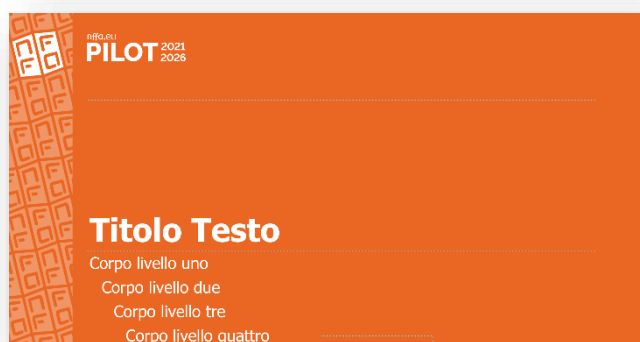 nffa.eu
PILOT 2021
2026
Titolo Testo
Corpo livello uno
Corpo livello due
Corpo livello tre
Corpo livello quattro